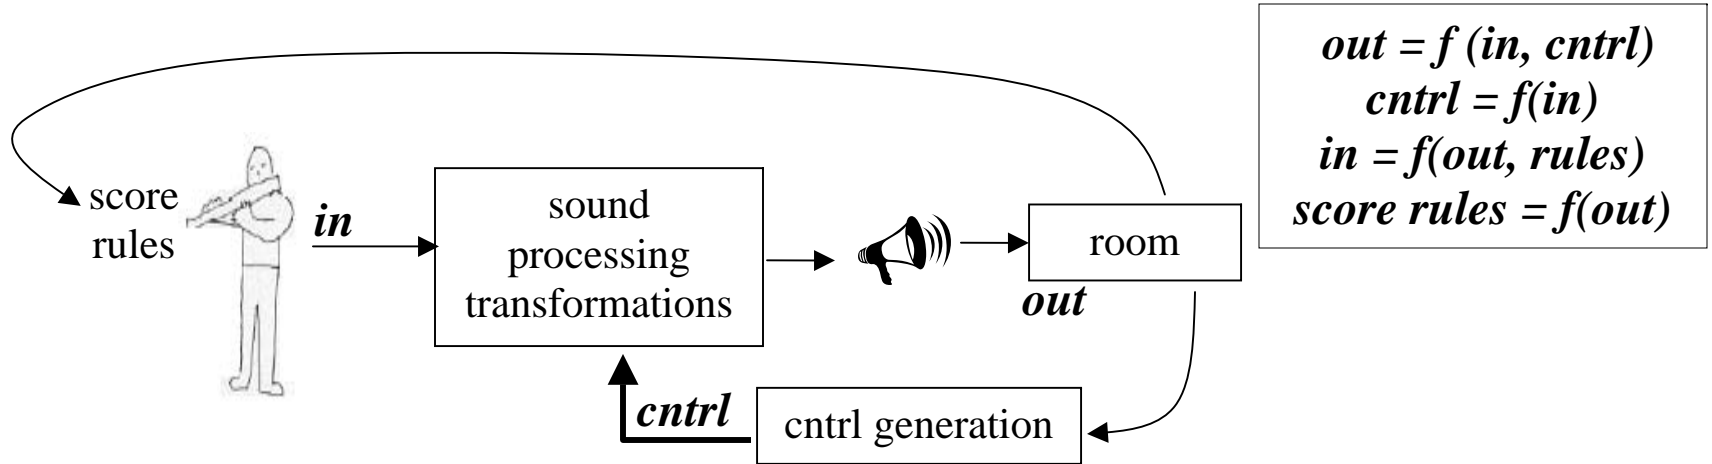 score
rules
in
sound
processing
transformations
room
out
cntrl
cntrl generation
out = f (in, cntrl)
cntrl = f(in)
in = f(out, rules)
score rules = f(out)